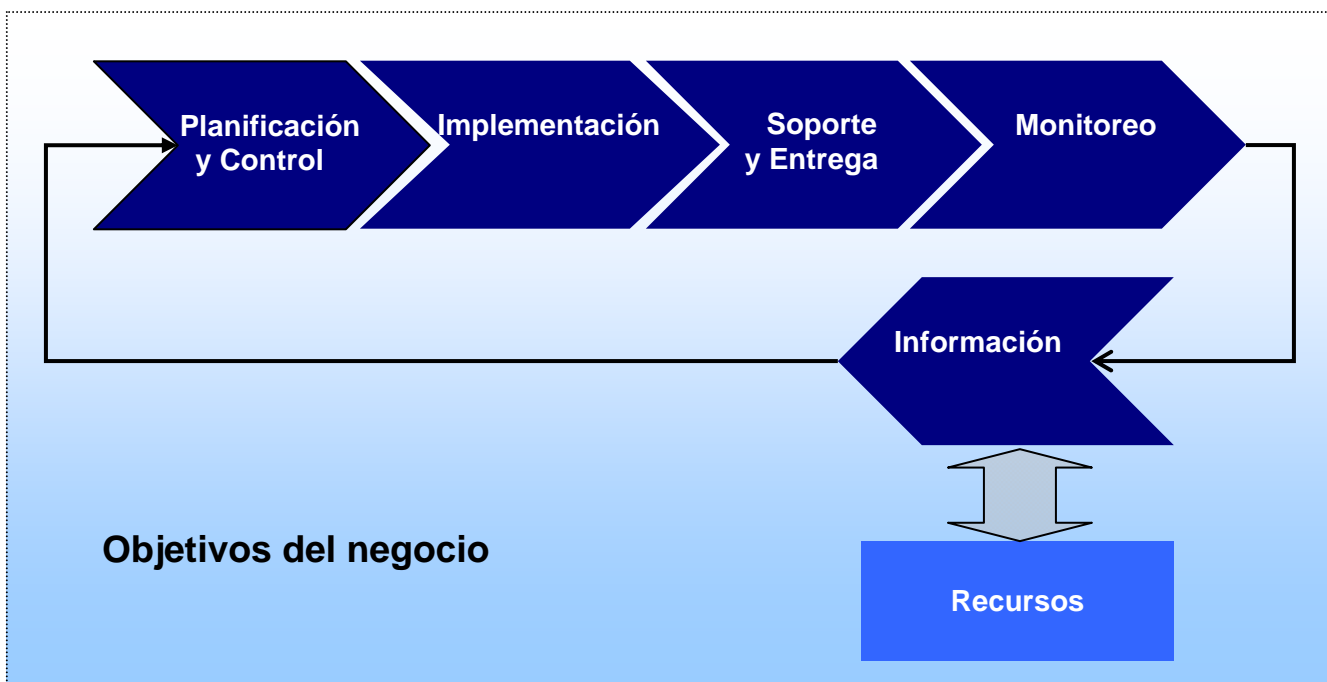 Planificación
y Control
Implementación
Soporte
y Entrega
Monitoreo
Información
Objetivos del negocio
Recursos